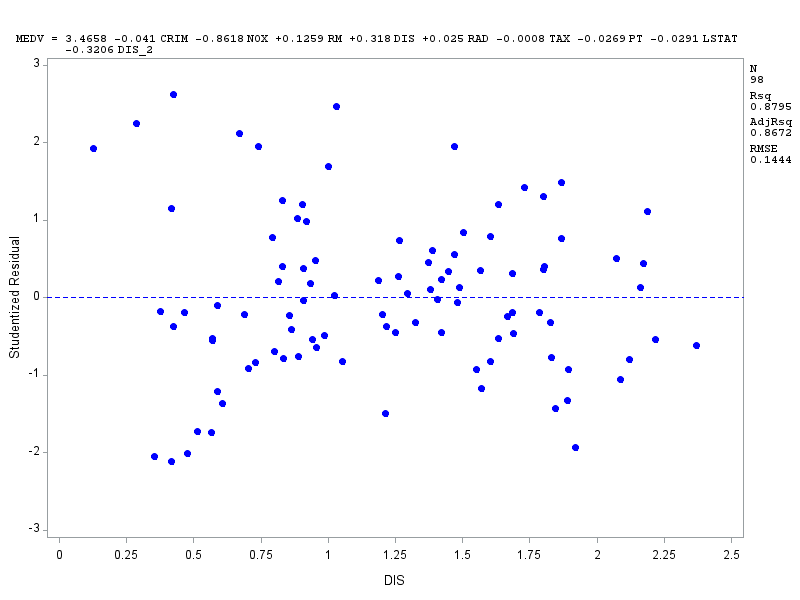 MEDV = 3.4658 -0.041 CRIM -0.8618 NOX +0.1259 RM +0.318 DIS +0.025 RAD -0.0008 TAX -0.0269 PT -0.0291 LSTAT
-0.3206 DIS_2
N
98
Rsq
0.8795
AdjRsq
0.8672
RMSE
0.1444
3
2
1
0
-1
-2
-3
Studentized Residual
0 0.25 0.5 0.75 1 1.25 1.5 1.75 2 2.25 2.5
DIS